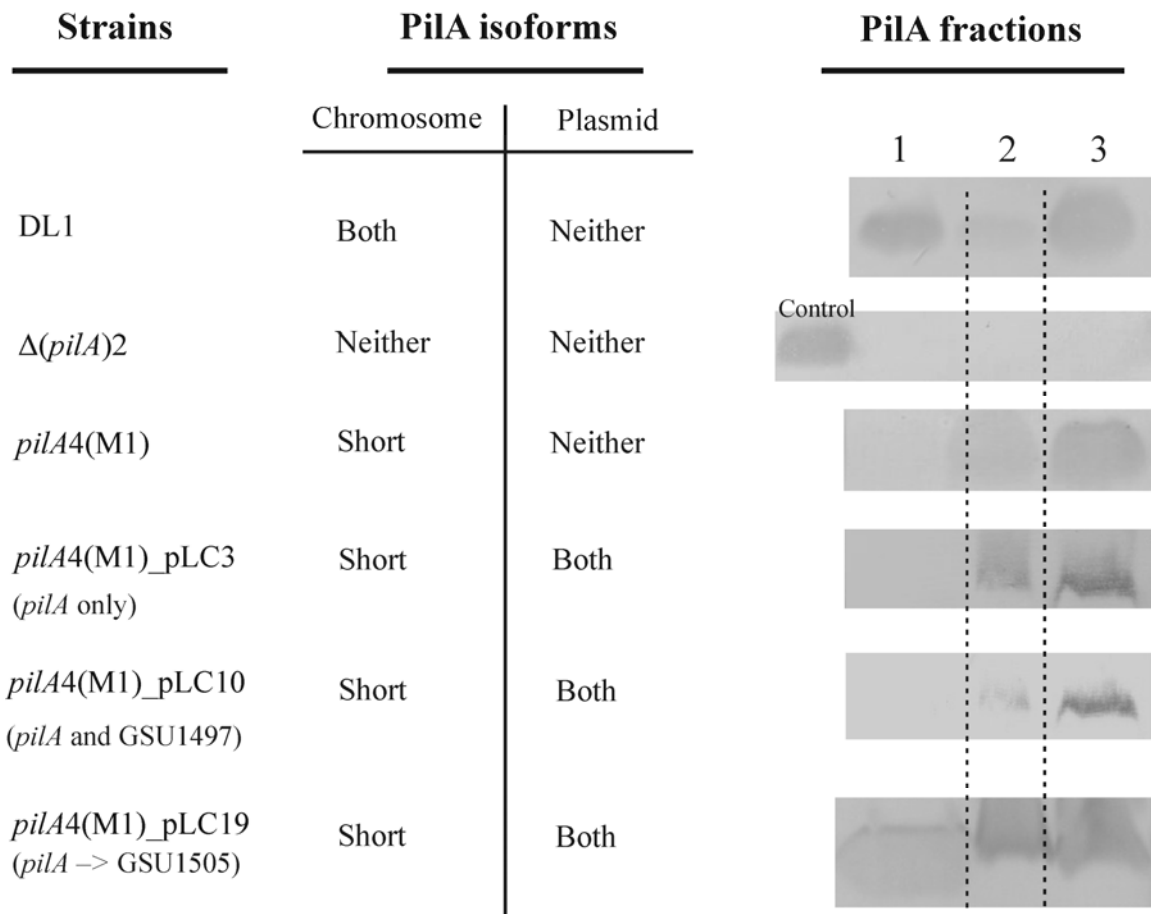 Strains PilA isoforms PilA fractions
Chromosome Plasmid
1 2 3
DL1 Both Neither
Control
Δ(pilA)2 Neither Neither
pilA4(M1) Short Neither
pilA4(M1)_pLC3 Short Both
(pilA only)
pilA4(M1)_pLC10 Short Both
(pilA and GSU1497)
pilA4(M1)_pLC19 Short Both
(pilA –> GSU1505)